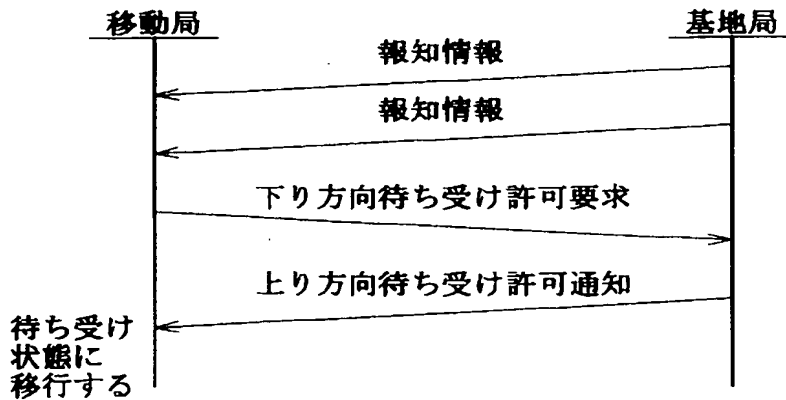 移動局
基地局
報知情報
報知情報
下り方向待ち受け許可要求
上り方向待ち受け許可通知
待ち受け
状態に
移行する